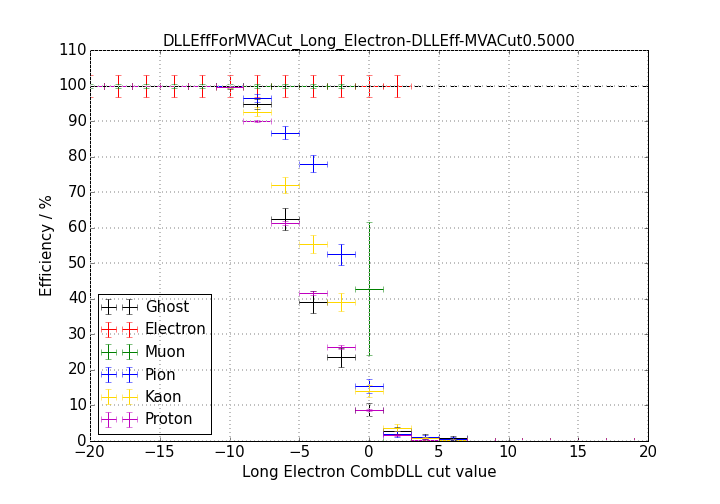 DLLEffForMVACut_Long_Electron-DLLEff-MVACut0.5000
110
100
90
80
70
60
50
40
30
20
10
0
Efficiency / %
Ghost
Electron
Muon
Pion
Kaon
Proton
−20 −15 −10 −5 0 5 10 15 20
Long Electron CombDLL cut value